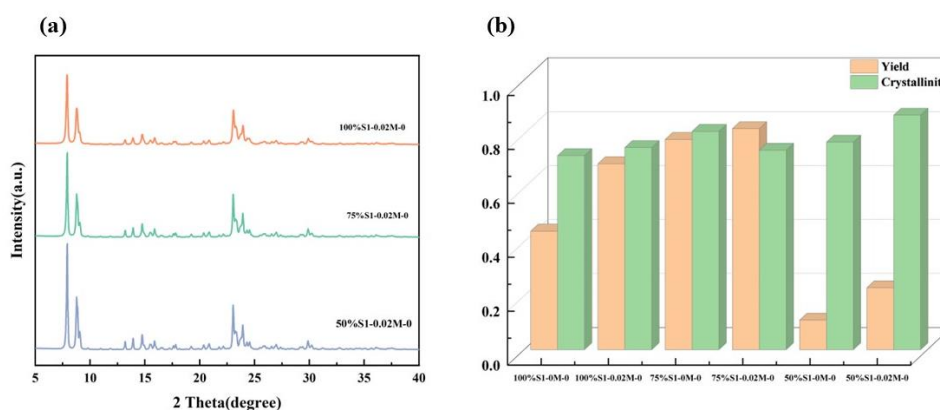 (a)
Intensity(a.u.)
100%S1-0.02M-0
75%S1-0.02M-0
50%S1-0.02M-0
5 10 15 20 25 30 35 40
2 Theta(degree)
(b)
Yield
Crystallinit
1.0
0.8
0.6
0.4
0.2
0.0
100%S1-0M-0 100%S1-0.02M-0 75%S1-0M-0 75%S1-0.02M-0 50%S1-0M-0 50%S1-0.02M-0